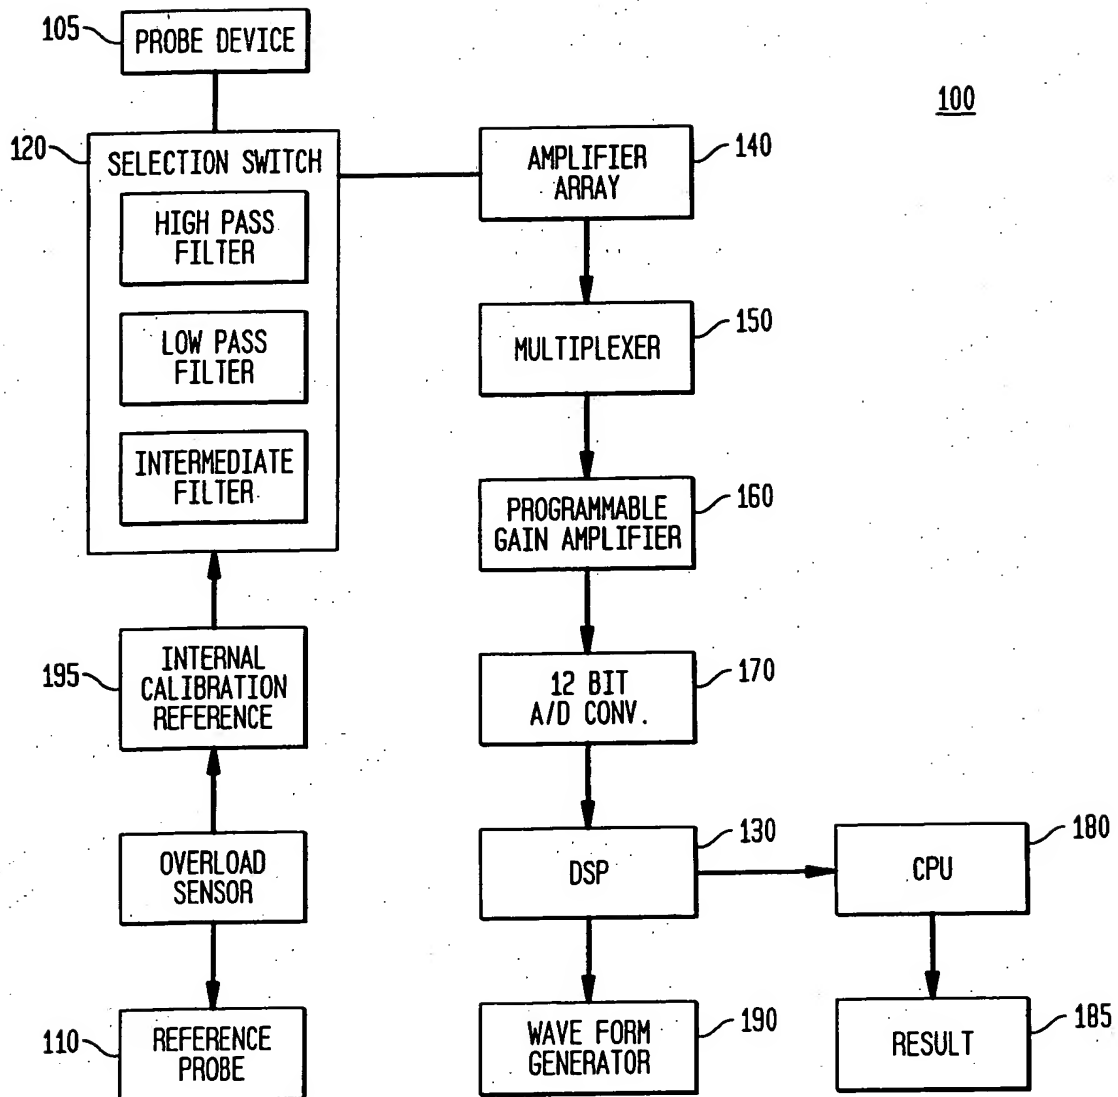 105
PROBE DEVICE
100
120
SELECTION SWITCH
HIGH PASS
FILTER
LOW PASS
FILTER
INTERMEDIATE
FILTER
195
INTERNAL
CALIBRATION
REFERENCE
OVERLOAD
SENSOR
110
REFERENCE
PROBE
AMPLIFIER
ARRAY
140
MULTIPLEXER
150
PROGRAMMABLE
GAIN AMPLIFIER
160
12 BIT
A/D CONV.
170
DSP
130
CPU
180
WAVE FORM
GENERATOR
190
RESULT
185